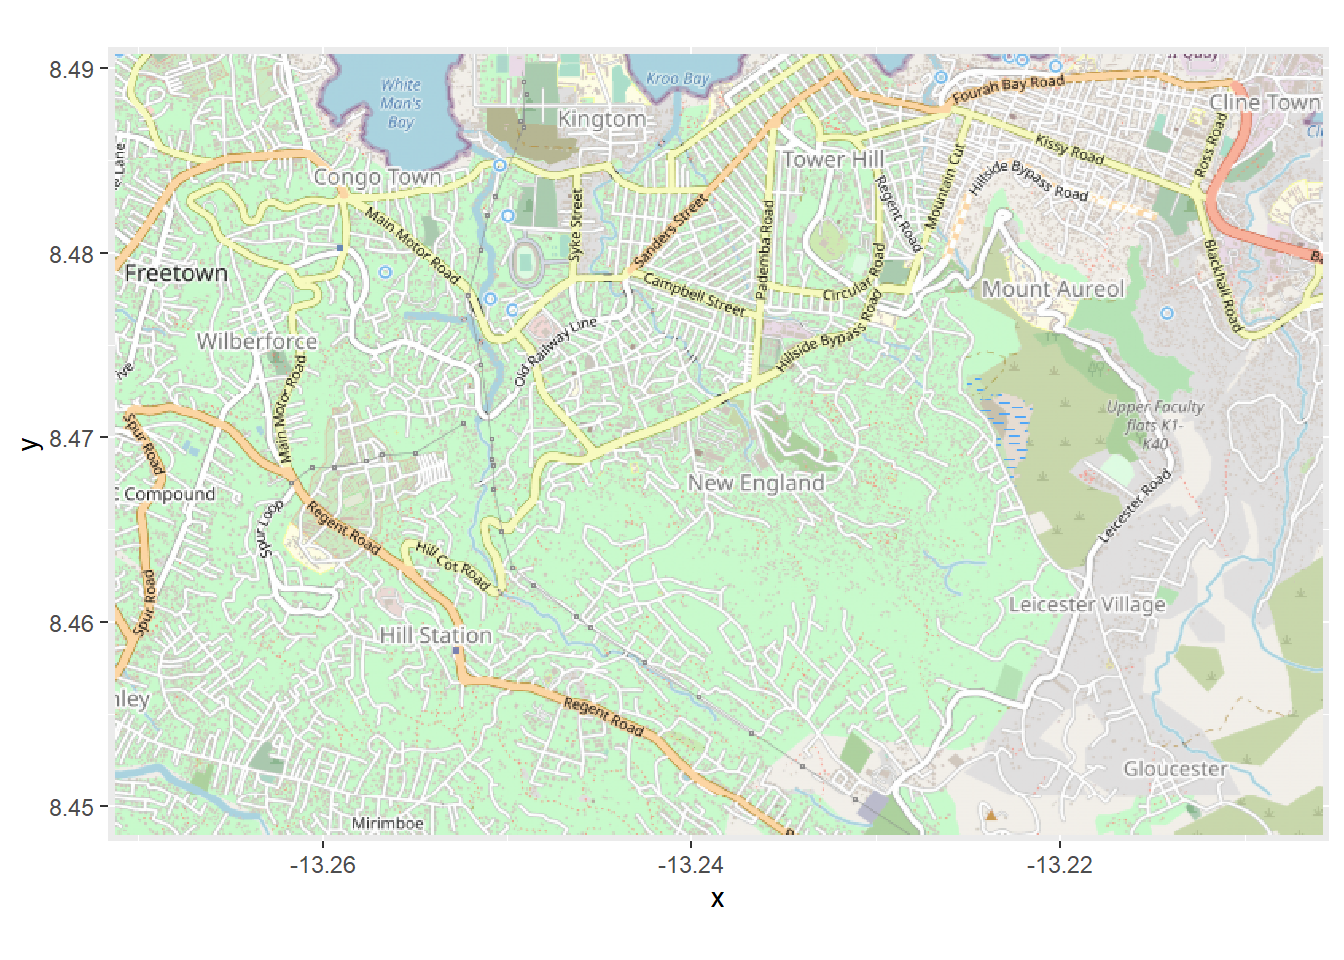 8.49
8.48
8.47
8.46
8.45
y
White
Man's
Bay
Kroo Bay
Kingtom
Fourah Bay Road
Cline Town
Congo Town
Tower Hill
Kissy Road
Ross Road
Hillside Bypass Road
Mountain Cut
Regent Road
Main Motor Road
Syke Street
Sanders Street
Pademba Road
Freetown
Campbell Street
Circular Road
Mount Aureol
Blackhall Road
Wilberforce
Old Railway Line
Hillside Bypass Road
Main Motor Road
Upper Faculty
flats K1-
K40
Spur Road
Compound
New England
Leicester Road
Spur Loop
Regent Road
Hill Cot Road
Spur Road
Hill Station
Leicester Village
Regent Road
Gloucester
Mirimboe
-13.26
-13.24
-13.22
x